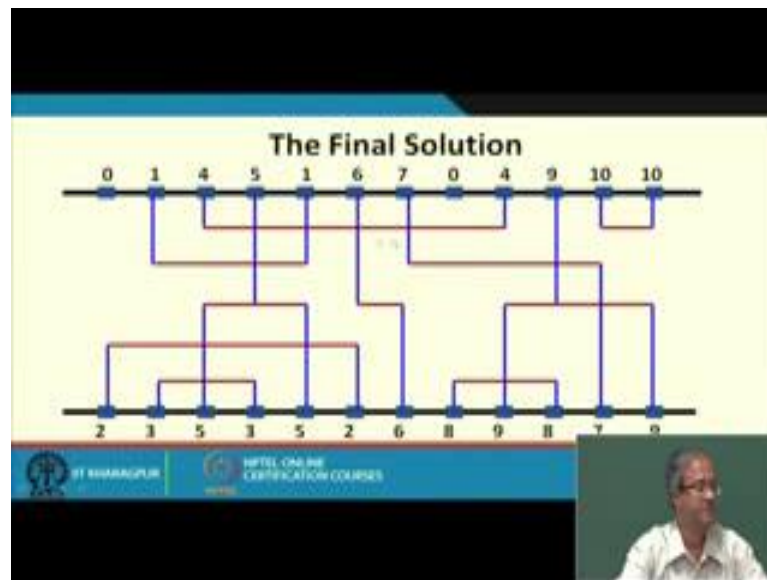 The Final Solution
0 1 4 5 1 6 7 0 4 9 10 10
2 3 5 3 5 2 6 8 9 8 7 9
IIT KHARAGPUR
NPTEL ONLINE
CERTIFICATION COURSES
NPTEL